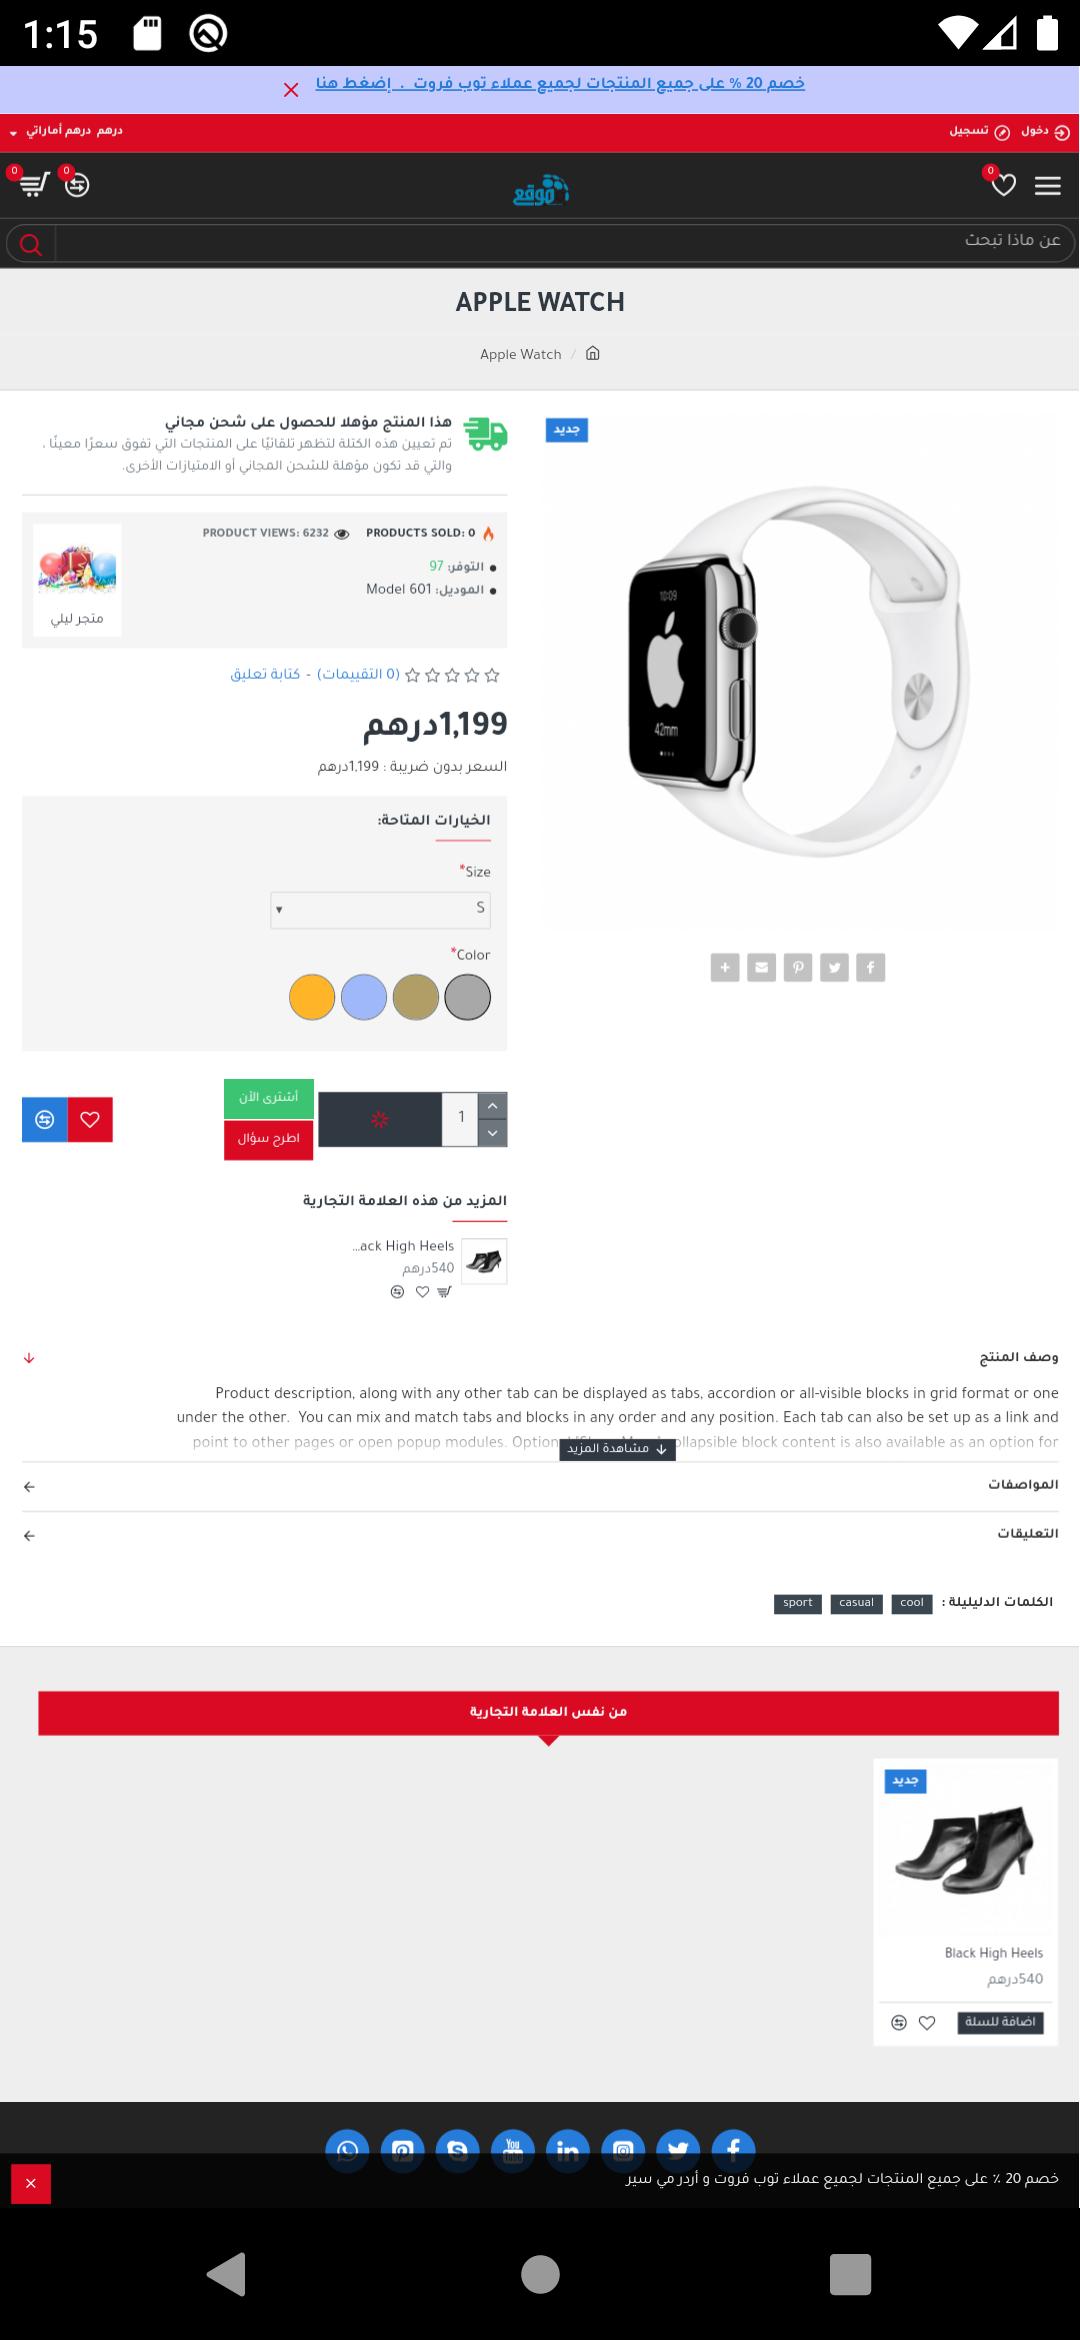 1:15
خصم 20 % على جميع المنتجات لجميع عملاء توب فروت . إضغط هنا
دخول تسجيل
درهم درهم أماراتي
0
موقع
0
0
عن ماذا تبحث
APPLE WATCH
Apple Watch /
جديد
10:09
42mm
هذا المنتج مؤهلا للحصول على شحن مجاني
تم تعيين هذه الكتلة لتظهر تلقائيًا على المنتجات التي تفوق سعرًا معينًا ،
والتي قد تكون مؤهلة للشحن المجاني أو الامتيازات الأخرى.
PRODUCTS SOLD: 0 PRODUCT VIEWS: 6232
التوفر: 97
الموديل: Model 601
متجر ليلي
(0 التقييمات) - كتابة تعليق
1,199درهم
السعر بدون ضريبة : 1,199درهم
الخيارات المتاحة:
*Size
S
*Color
1
أشترى الأن
اطرح سؤال
المزيد من هذه العلامة التجارية
...ack High Heels
540درهم
وصف المنتج
Product description, along with any other tab can be displayed as tabs, accordion or all-visible blocks in grid format or one
under the other. You can mix and match tabs and blocks in any order and any position. Each tab can also be set up as a link and
point to other pages or open popup modules. Option ollapsible block content is also available as an option for
مشاهدة المزيد
المواصفات
التعليقات
الكلمات الدليليلة : cool casual sport
من نفس العلامة التجارية
جديد
Black High Heels
540درهم
اضافة للسلة
You
خصم 20 ٪ على جميع المنتجات لجميع عملاء توب فروت و أردر مي سير